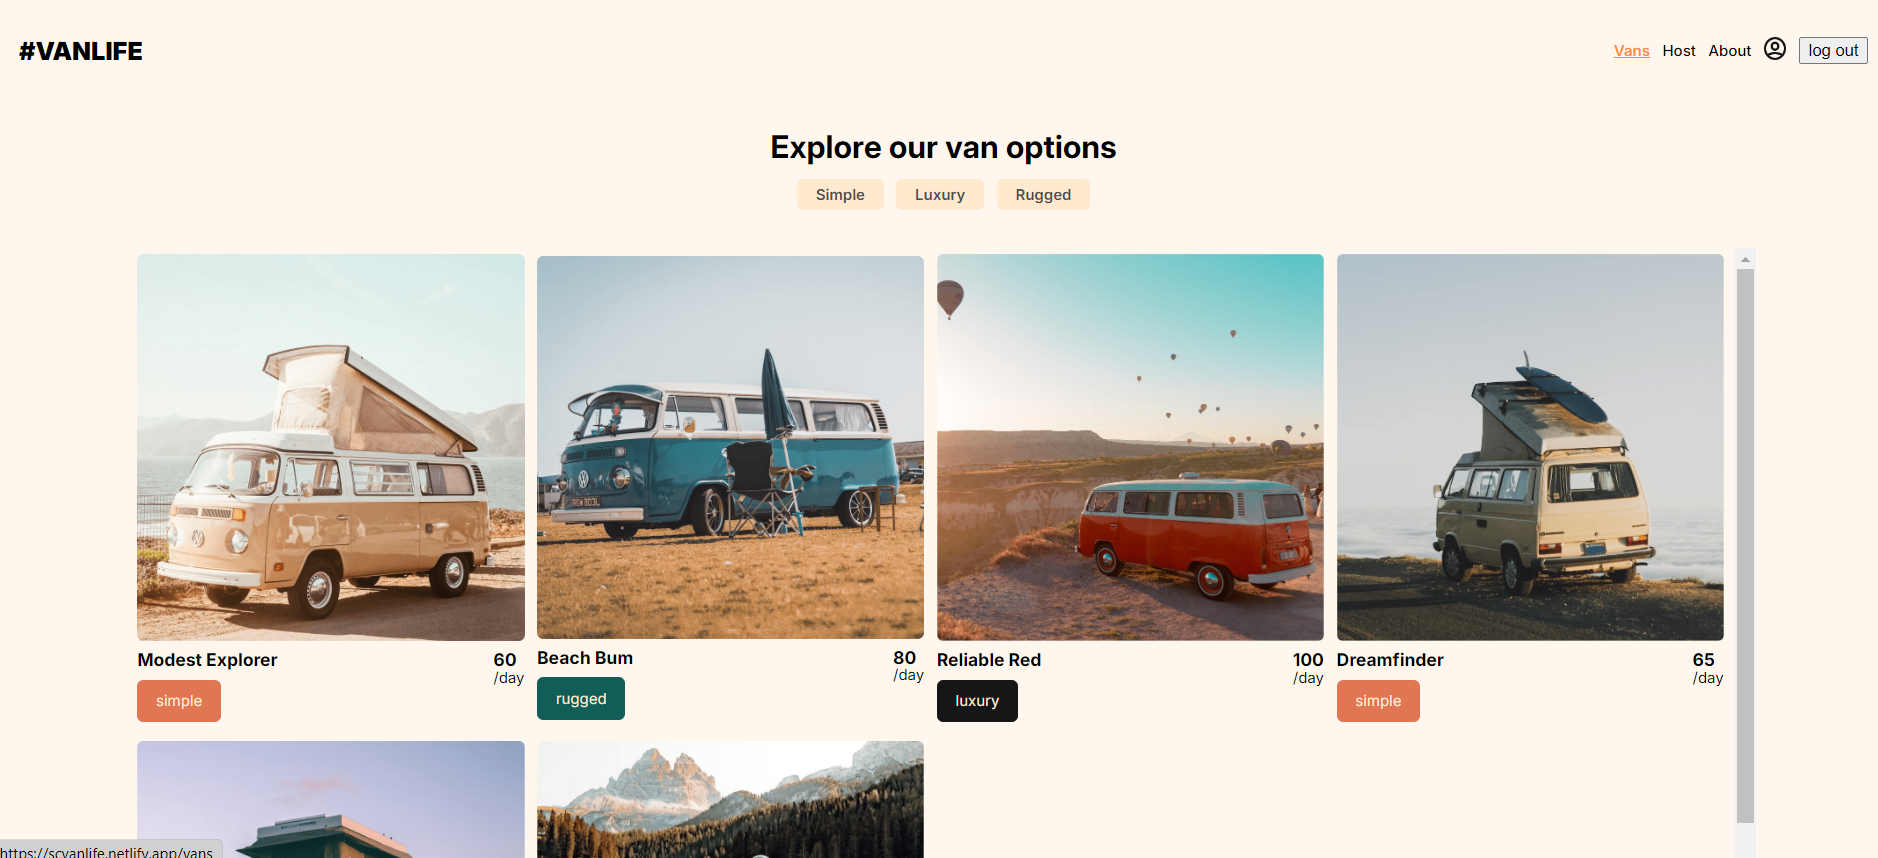 #VANLIFE
Vans Host About log out
Explore our van options
Simple Luxury Rugged
Modest Explorer 60
/day
simple
Beach Bum 80
/day
rugged
Reliable Red 100
/day
luxury
Dreamfinder 65
/day
simple
https://scvanlife.netlify.app/vans